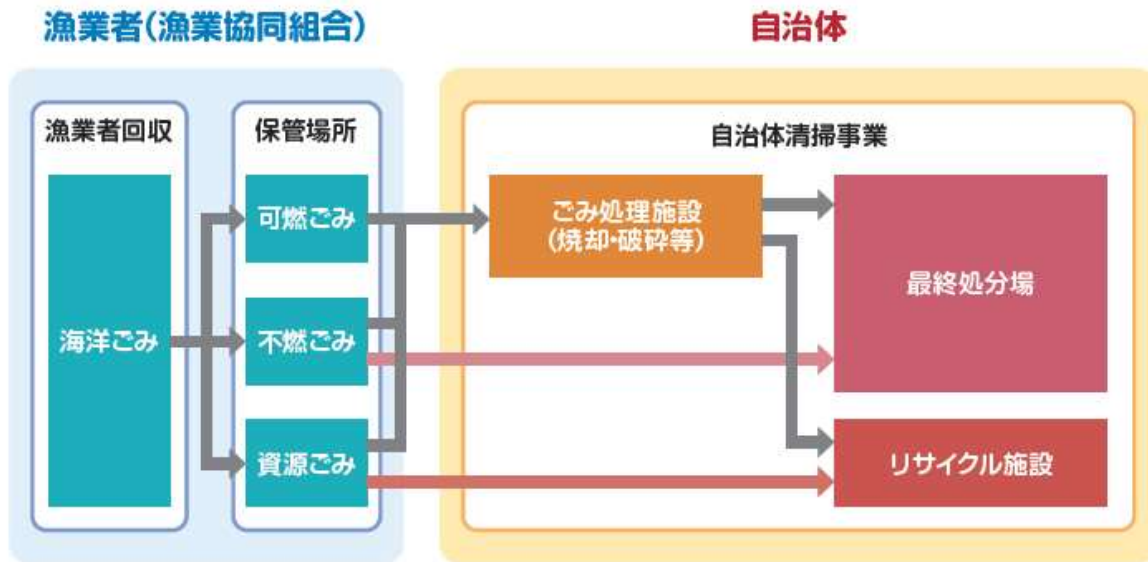 漁業者(漁業協同組合)
自治体
漁業者回収
保管場所
自治体清掃事業
海洋ごみ
可燃ごみ
不燃ごみ
資源ごみ
ごみ処理施設
(焼却・破砕等)
最終処分場
リサイクル施設